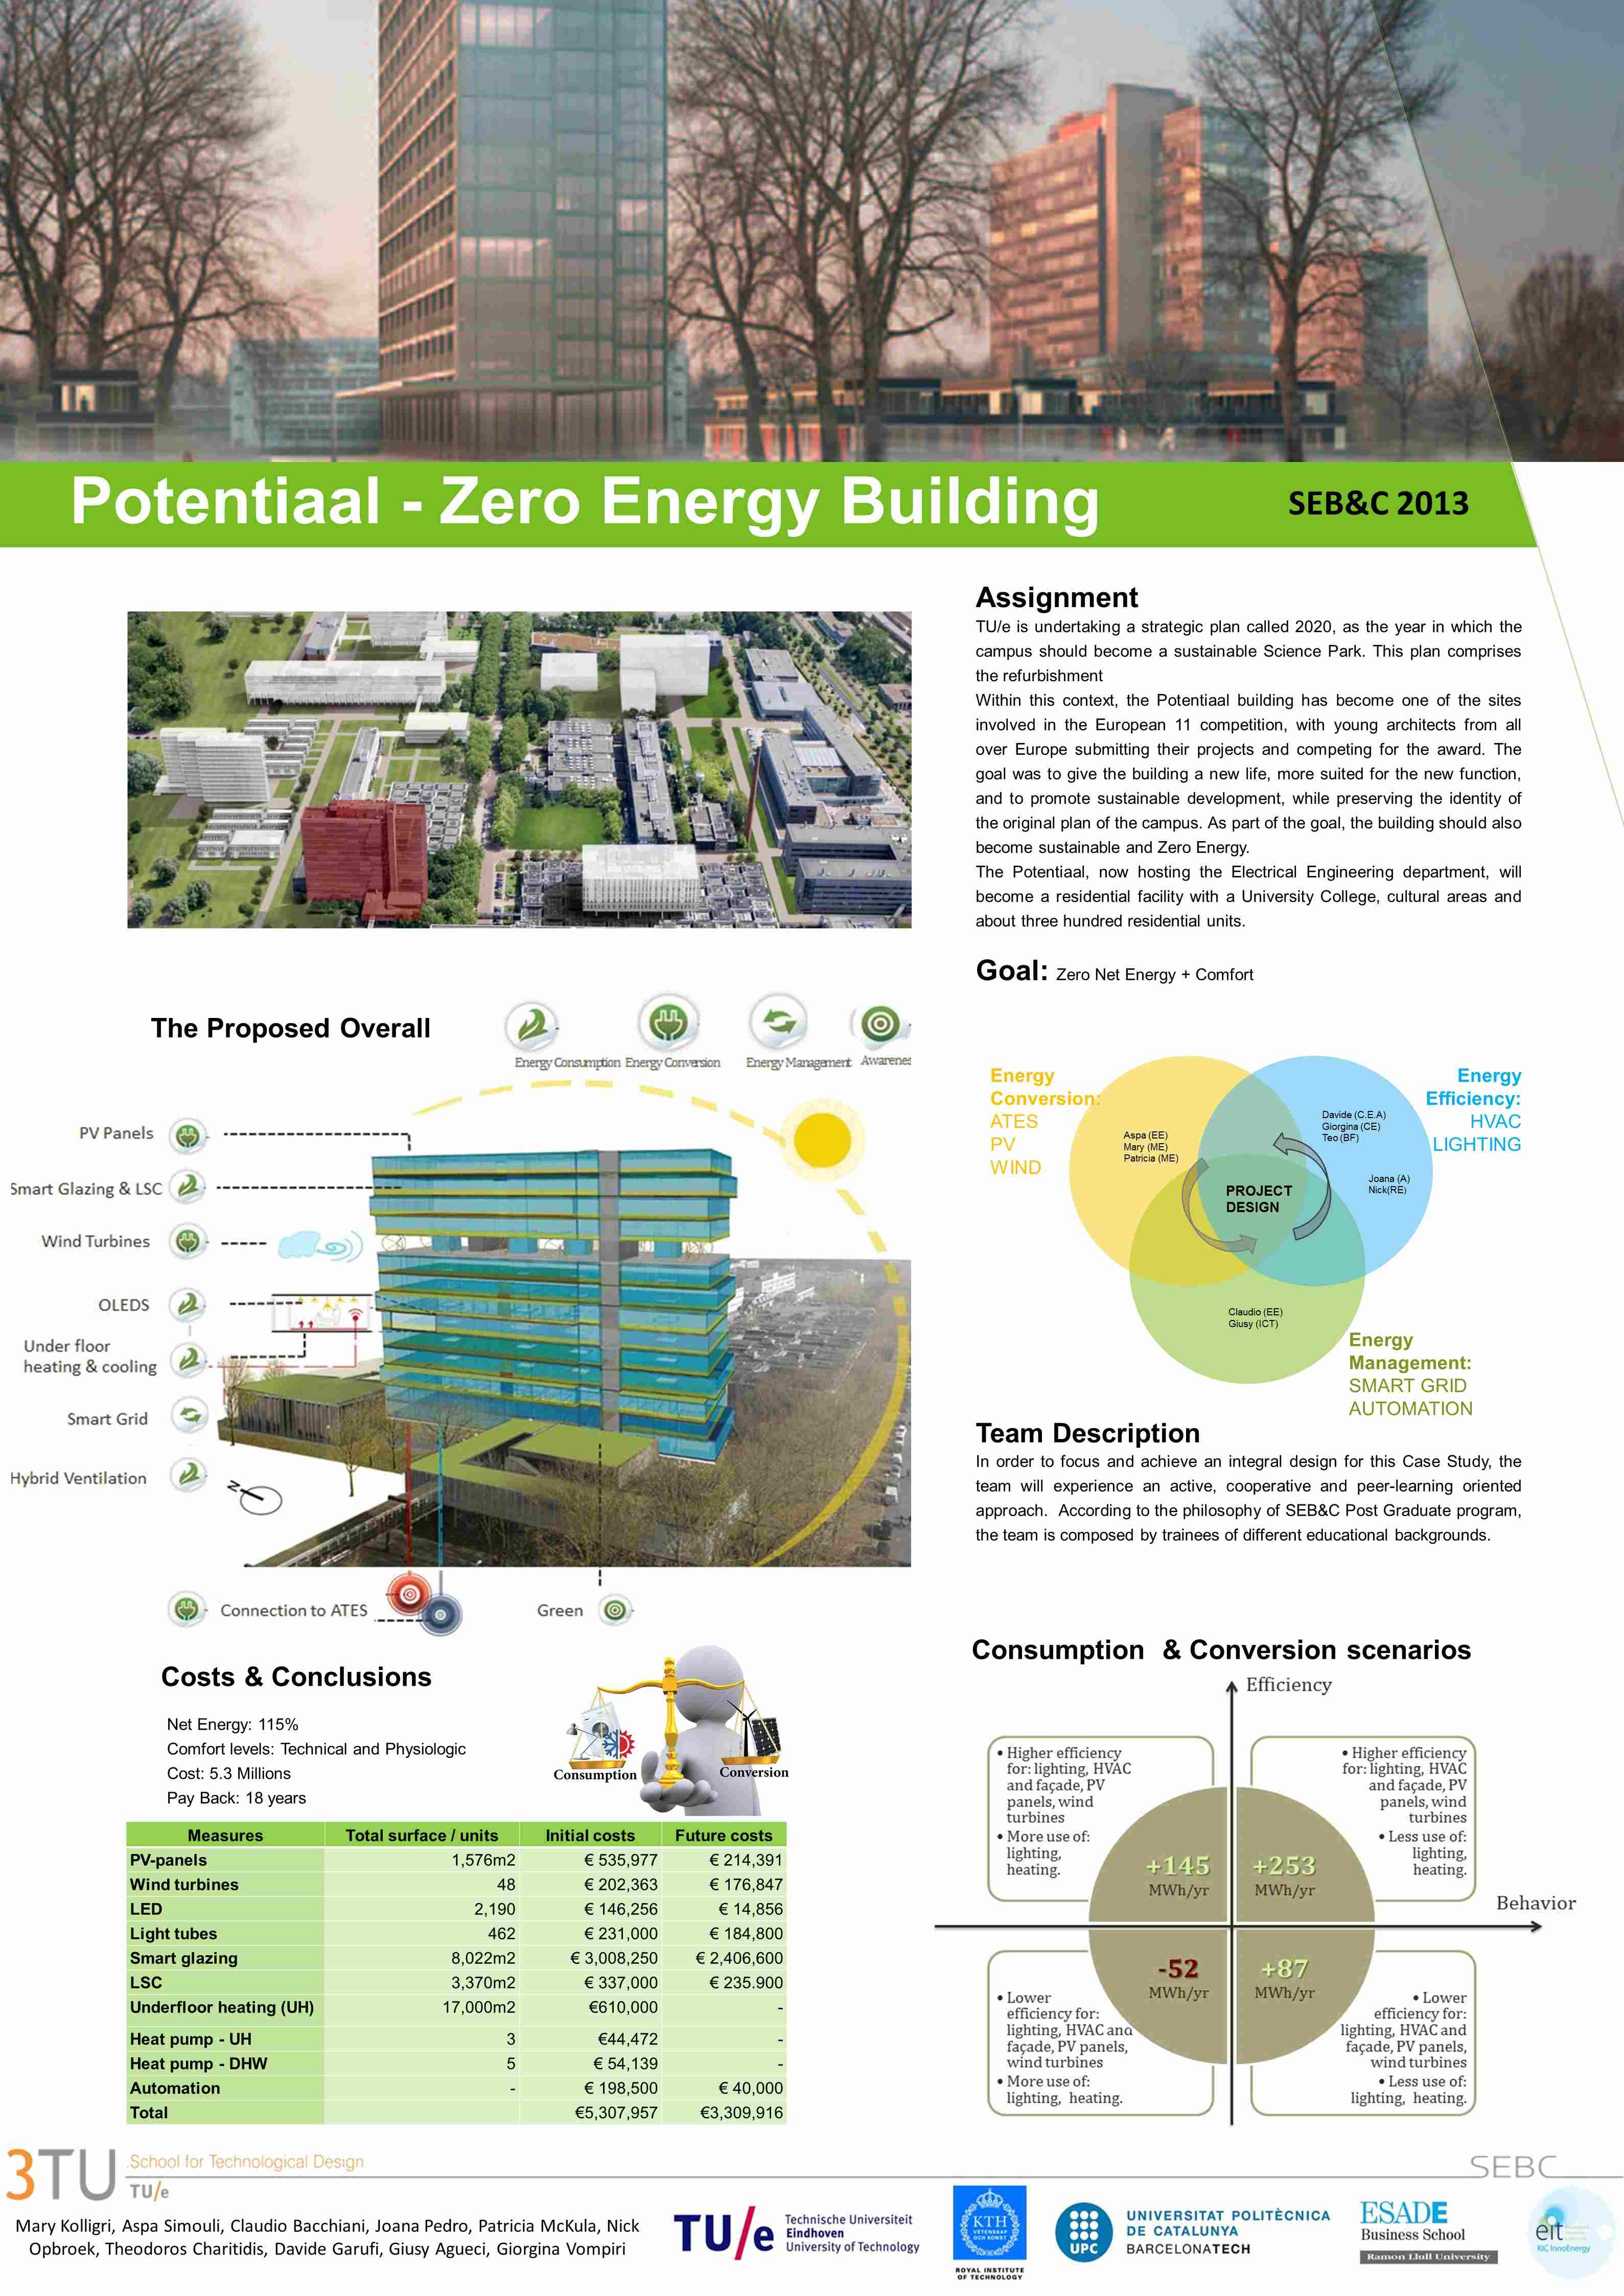 Potentiaal - Zero Energy Building
SEB&C 2013
Assignment
TU/e is undertaking a strategic plan called 2020, as the year in which the
campus should become a sustainable Science Park. This plan comprises
the refurbishment
Within this context, the Potentiaal building has become one of the sites
involved in the European 11 competition, with young architects from all
over Europe submitting their projects and competing for the award. The
goal was to give the building a new life, more suited for the new function,
and to promote sustainable development, while preserving the identity of
the original plan of the campus. As part of the goal, the building should also
become sustainable and Zero Energy.
The Potentiaal, now hosting the Electrical Engineering department, will
become a residential facility with a University College, cultural areas and
about three hundred residential units.
Goal: Zero Net Energy + Comfort
The Proposed Overall
Energy Consumption Energy Conversion Energy Management Awarenes
PV Panels
Smart Glazing & LSC
Wind Turbines
OLEDS
Under floor
heating & cooling
Smart Grid
Hybrid Ventilation
N
Connection to ATES
Green
Energy
Conversion:
ATES
PV
WIND
Energy
Efficiency:
HVAC
LIGHTING
Aspa (EE)
Mary (ME)
Patricia (ME)
Davide (C.E.A)
Giorgina (CE)
Teo (BF)
Joana (A)
Nick(RE)
PROJECT
DESIGN
Claudio (EE)
Giusy (ICT)
Energy
Management:
SMART GRID
AUTOMATION
Team Description
In order to focus and achieve an integral design for this Case Study, the
team will experience an active, cooperative and peer-learning oriented
approach. According to the philosophy of SEB&C Post Graduate program,
the team is composed by trainees of different educational backgrounds.
Costs & Conclusions
Net Energy: 115%
Comfort levels: Technical and Physiologic
Cost: 5.3 Millions
Pay Back: 18 years
Consumption
Conversion
Measures Total surface / units Initial costs Future costs
PV-panels 1,576m2 € 535,977 € 214,391
Wind turbines 48 € 202,363 € 176,847
LED 2,190 € 146,256 € 14,856
Light tubes 462 € 231,000 € 184,800
Smart glazing 8,022m2 € 3,008,250 € 2,406,600
LSC 3,370m2 € 337,000 € 235.900
Underfloor heating (UH) 17,000m2 €610,000 -
Heat pump - UH 3 €44,472 -
Heat pump - DHW 5 € 54,139 -
Automation - € 198,500 € 40,000
Total €5,307,957 €3,309,916
Consumption & Conversion scenarios
Efficiency
Behavior
• Higher efficiency
for: lighting, HVAC
and façade, PV
panels, wind
turbines
• More use of:
lighting,
heating.
+145
MWh/yr
+253
MWh/yr
• Higher efficiency
for: lighting, HVAC
and façade, PV
panels, wind
turbines
• Less use of:
lighting,
heating.
-52
MWh/yr
+87
MWh/yr
• Lower
efficiency for:
lighting, HVAC and
façade, PV panels,
wind turbines
• More use of:
lighting, heating.
• Lower
efficiency for:
lighting, HVAC and
façade, PV panels,
wind turbines
• Less use of:
lighting, heating.
3TU .School for Technological Design
TU/e
SEBC
Mary Kolligri, Aspa Simouli, Claudio Bacchiani, Joana Pedro, Patricia McKula, Nick
Opbroek, Theodoros Charitidis, Davide Garufi, Giusy Agueci, Giorgina Vompiri
TU/e
Technische Universiteit
Eindhoven
University of Technology
KTH
VETENSKAP
OCH KONST
ROYAL INSTITUTE
OF TECHNOLOGY
UPC
UNIVERSITAT POLITÈCNICA
DE CATALUNYA
BARCELONATECH
ESADE
Business School
Ramon Llull University
eit
KIC InnoEnergy